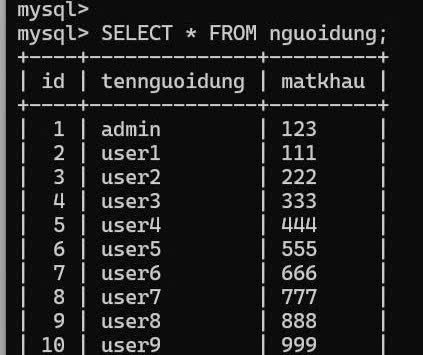 mysql>
mysql> SELECT * FROM nguoidung;
+----+--------------+---------+
| id | tennguoidung | matkhau |
+----+--------------+---------+
|  1 | admin        | 123     |
|  2 | user1        | 111     |
|  3 | user2        | 222     |
|  4 | user3        | 333     |
|  5 | user4        | 444     |
|  6 | user5        | 555     |
|  7 | user6        | 666     |
|  8 | user7        | 777     |
|  9 | user8        | 888     |
| 10 | user9        | 999     |